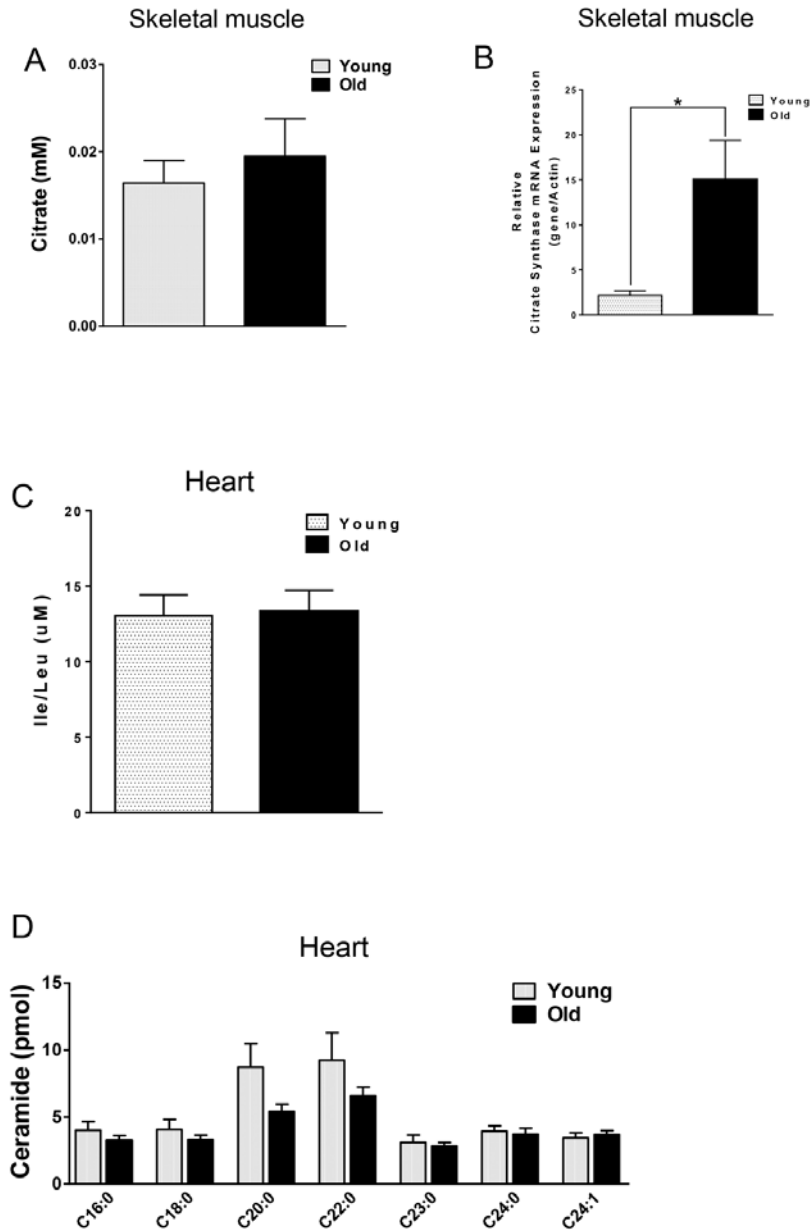 Skeletal muscle
A
Young
Old
0.03
0.02
0.01
0.00
Citrate (mM)
Skeletal muscle
B
*
Young
Old
25
20
15
10
5
0
Relative
Citrate Synthase mRNA Expression
(gene/Actin)
C
Heart
Young
Old
20
15
10
5
0
Ile/Leu (uM)
D
Heart
Young
Old
15
10
5
0
Ceramide (pmol)
C16:0 C18:0 C20:0 C22:0 C23:0 C24:0 C24:1